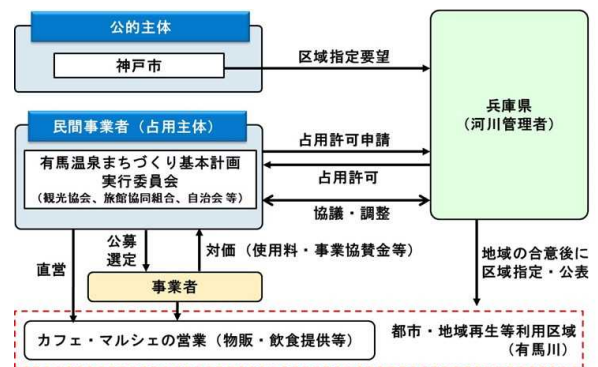 公的主体
神戸市
区域指定要望
兵庫県
（河川管理者）
民間事業者（占用主体）
有馬温泉まちづくり基本計画
実行委員会
（観光協会、旅館協同組合、自治会 等）
占用許可申請
占用許可
協議・調整
直営
公募
選定
対価（使用料・事業協賛金等）
地域の合意後に
区域指定・公表
事業者
カフェ・マルシェの営業（物販・飲食提供等）
都市・地域再生等利用区域
（有馬川）